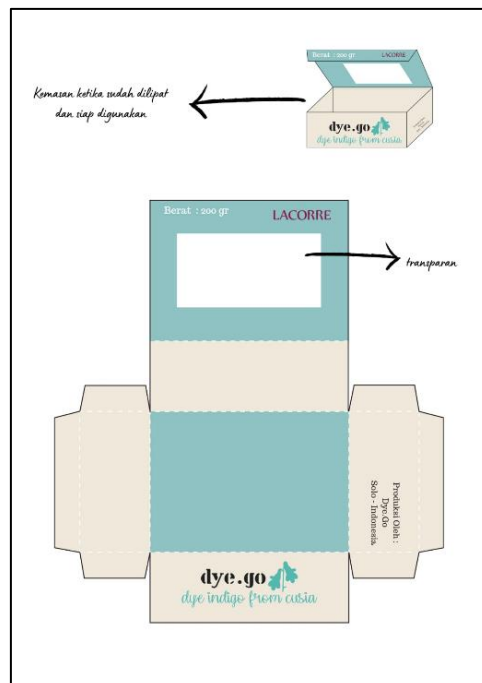 Berat : 200 gr LACORRE
Kemasan ketika sudah dilipat
dan siap digunakan
dye.go
dye indigo from cusia
Berat : 200 gr LACORRE
transparan
Produksi Oleh :
Dye.Go
Solo - Indonesia
dye.go
dye indigo from cusia